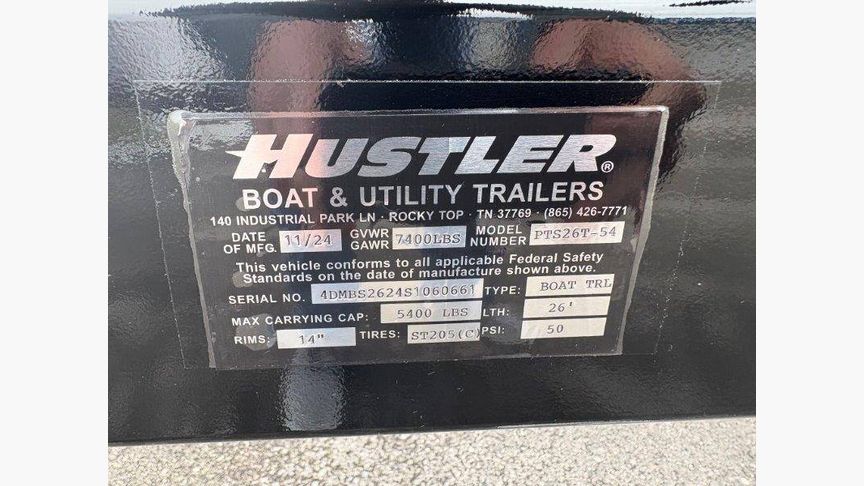 HUSTLER®
BOAT & UTILITY TRAILERS
140 INDUSTRIAL PARK LN · ROCKY TOP · TN 37769 · (865) 426-7771
DATE OF MFG. 11/24 GVWR GAWR 7400LBS MODEL NUMBER PTS26T-54
This vehicle conforms to all applicable Federal Safety
Standards on the date of manufacture shown above.
SERIAL NO. 4DMBS2624S1060661 TYPE: BOAT TRL
MAX CARRYING CAP: 5400 LBS LTH: 26'
RIMS: 14" TIRES: ST205(C) PSI: 50